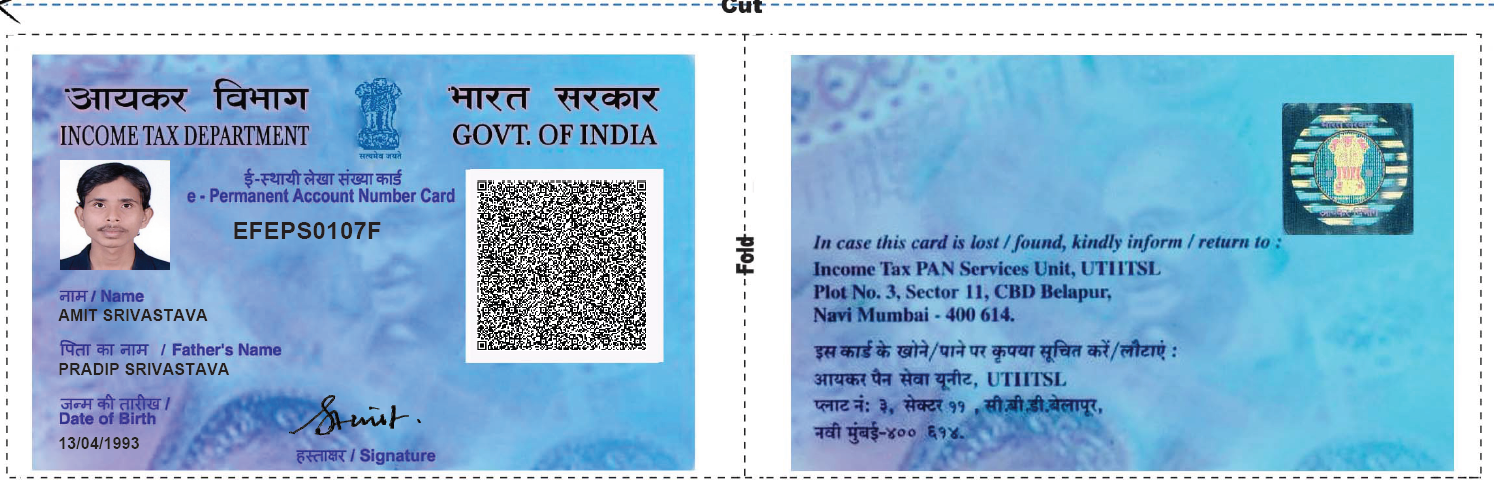 Cut
आयकर विभाग
INCOME TAX DEPARTMENT
सत्यमेव जयते
भारत सरकार
GOVT. OF INDIA
ई-स्थायी लेखा संख्या कार्ड
e - Permanent Account Number Card
EFEPS0107F
नाम / Name
AMIT SRIVASTAVA
पिता का नाम / Father's Name
PRADIP SRIVASTAVA
जन्म की तारीख /
Date of Birth
13/04/1993
Amit.
हस्ताक्षर / Signature
Fold
भारत सरकार
आयकर विभाग
In case this card is lost / found, kindly inform / return to :
Income Tax PAN Services Unit, UTIITSL
Plot No. 3, Sector 11, CBD Belapur,
Navi Mumbai - 400 614.
इस कार्ड के खोने/पाने पर कृपया सूचित करें/लौटाएं :
आयकर पैन सेवा यूनीट, UTIITSL
प्लाट नं: ३, सेक्टर ११ , सी.बी.डी.बेलापूर,
नवी मुंबई-४०० ६१४.